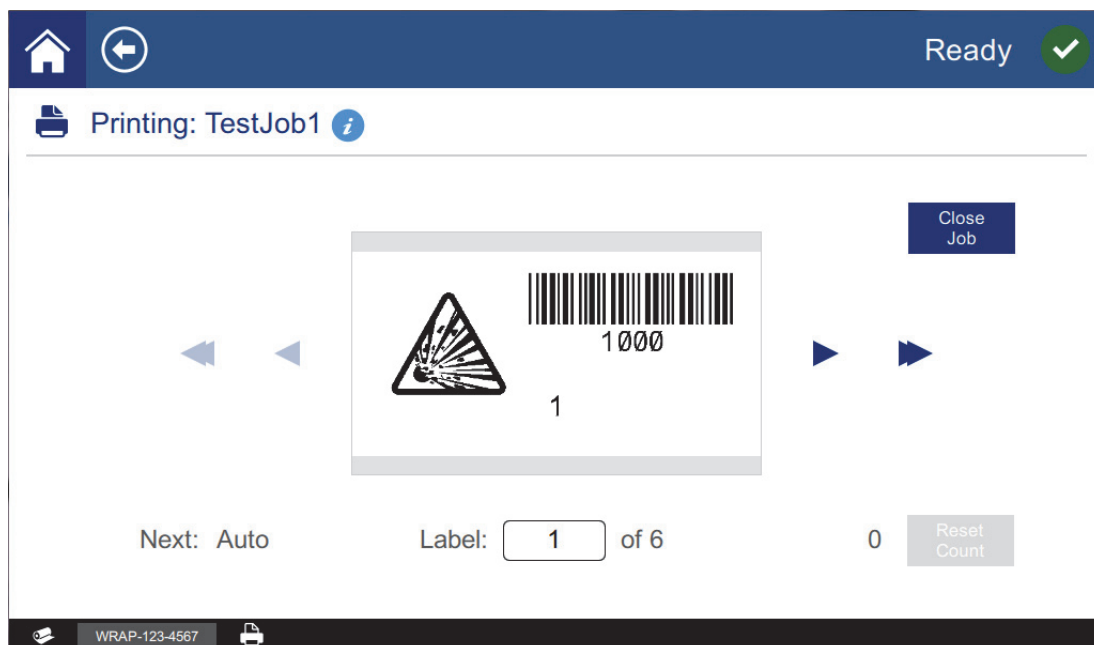 Ready
Printing: TestJob1 i
Close
Job
1000
1
Next: Auto Label: 1 of 6 0 Reset
Count
WRAP-123-4567